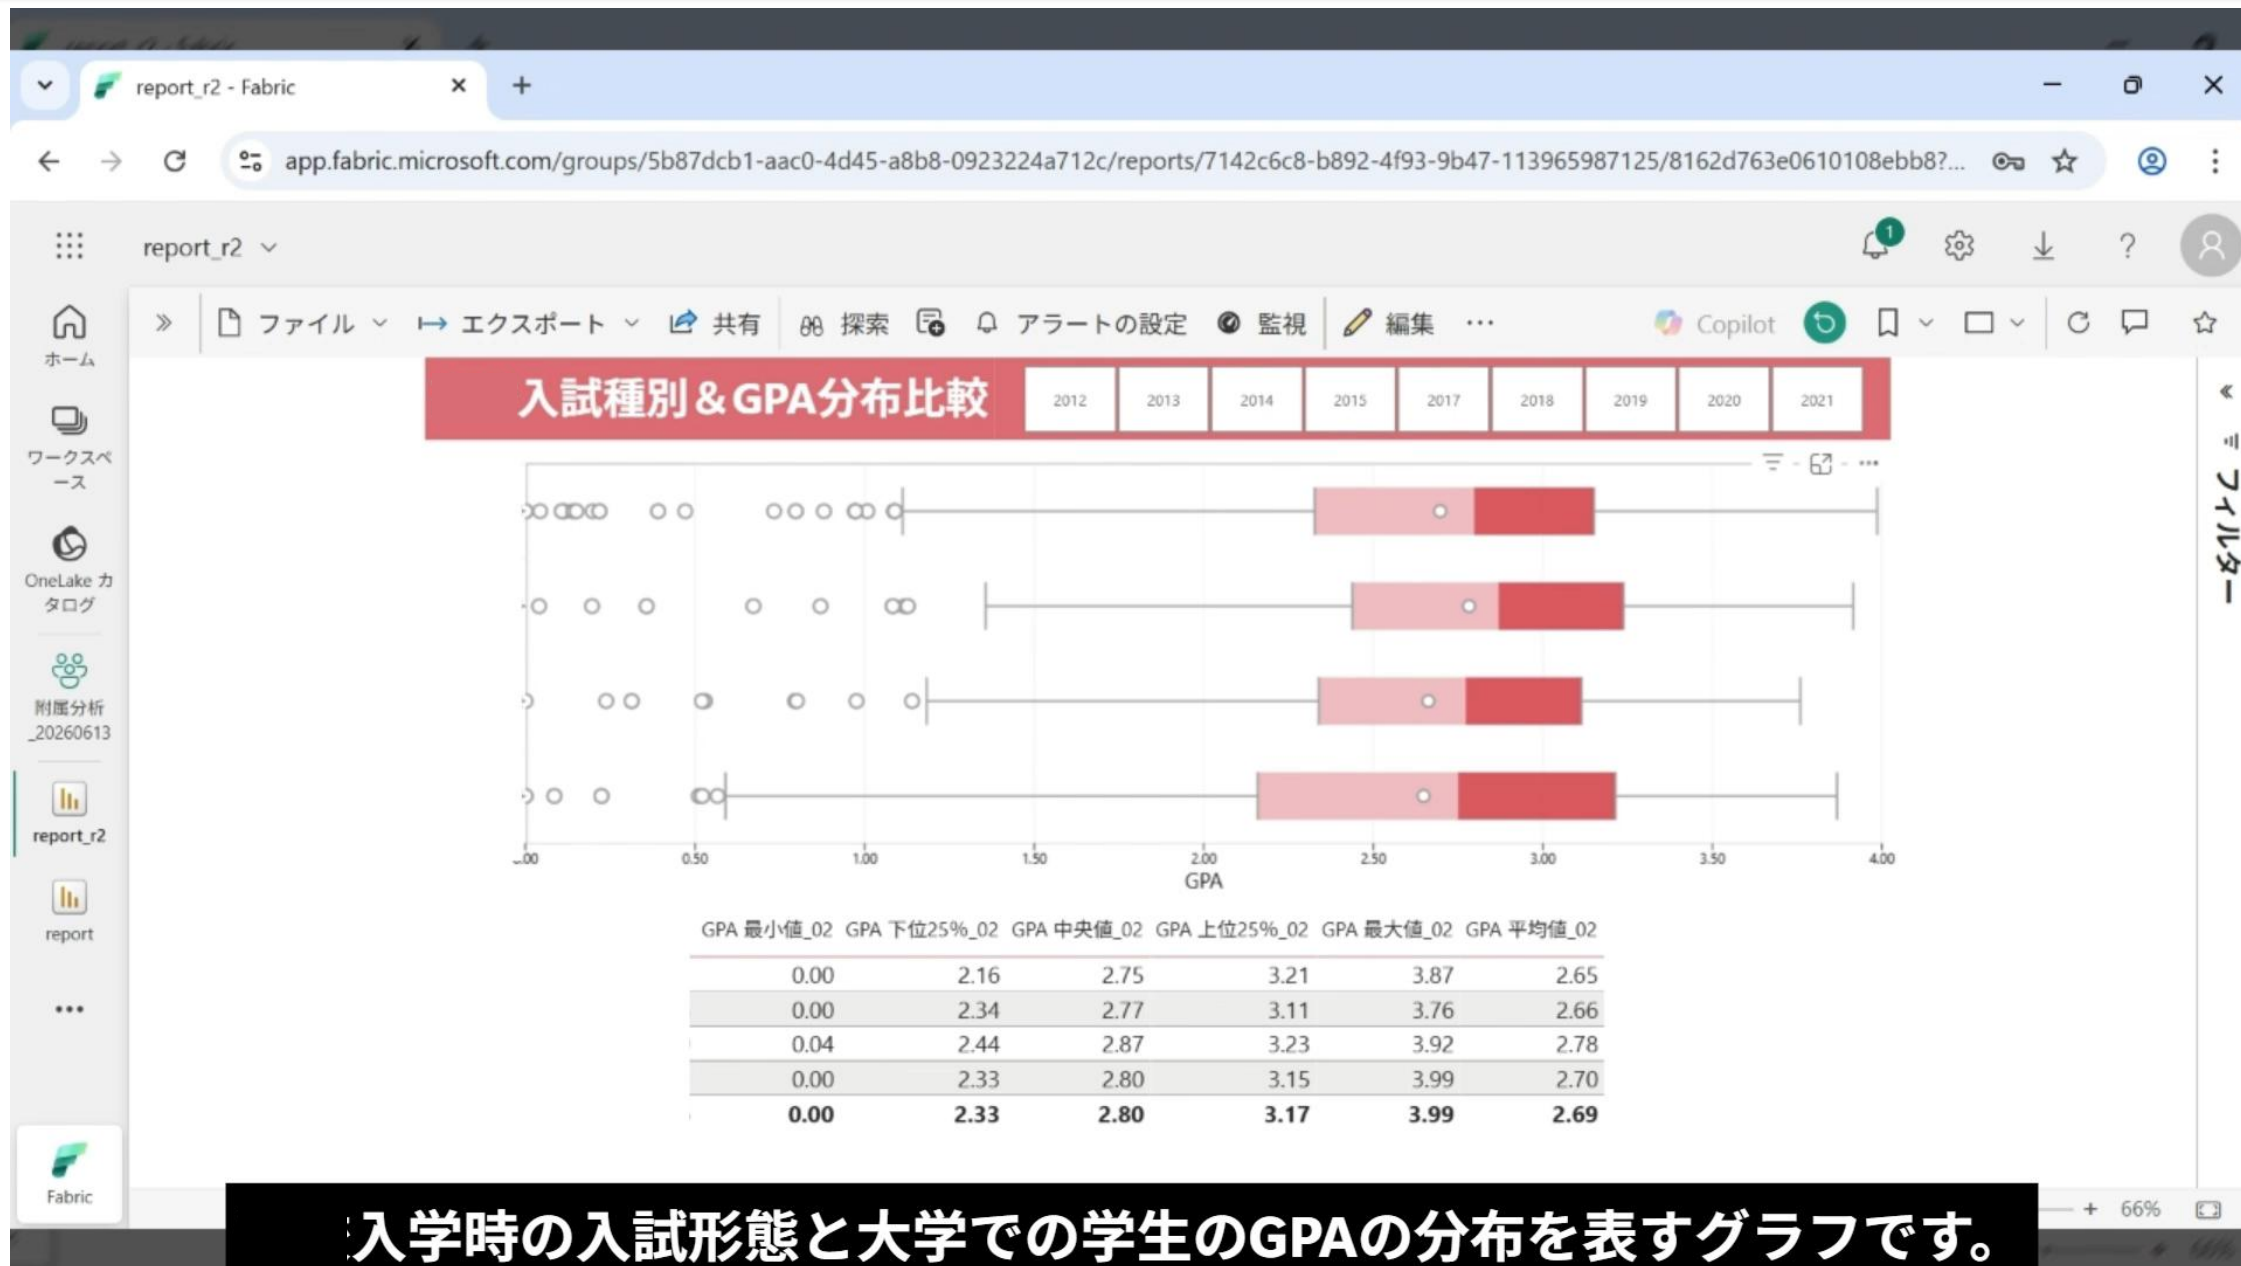 report_r2 - Fabric
app.fabric.microsoft.com/groups/5b87dcb1-aac0-4d45-a8b8-0923224a712c/reports/7142c6c8-b892-4f93-9b47-113965987125/8162d763e0610108ebb8?...
report_r2
1
ファイル エクスポート 共有 探索 アラートの設定 監視 編集 ... Copilot
ホーム
ワークスペ
ース
OneLake カ
タログ
附属分析
_20260613
report_r2
report
Fabric
入試種別&GPA分布比較 2012 2013 2014 2015 2017 2018 2019 2020 2021
フィルター
0.50 1.00 1.50 2.00 2.50 3.00 3.50 4.00
GPA
GPA 最小値_02 GPA 下位25%_02 GPA 中央値_02 GPA 上位25%_02 GPA 最大値_02 GPA 平均値_02
0.00 2.16 2.75 3.21 3.87 2.65
0.00 2.34 2.77 3.11 3.76 2.66
0.04 2.44 2.87 3.23 3.92 2.78
0.00 2.33 2.80 3.15 3.99 2.70
0.00 2.33 2.80 3.17 3.99 2.69
66%
入学時の入試形態と大学での学生のGPAの分布を表すグラフです。